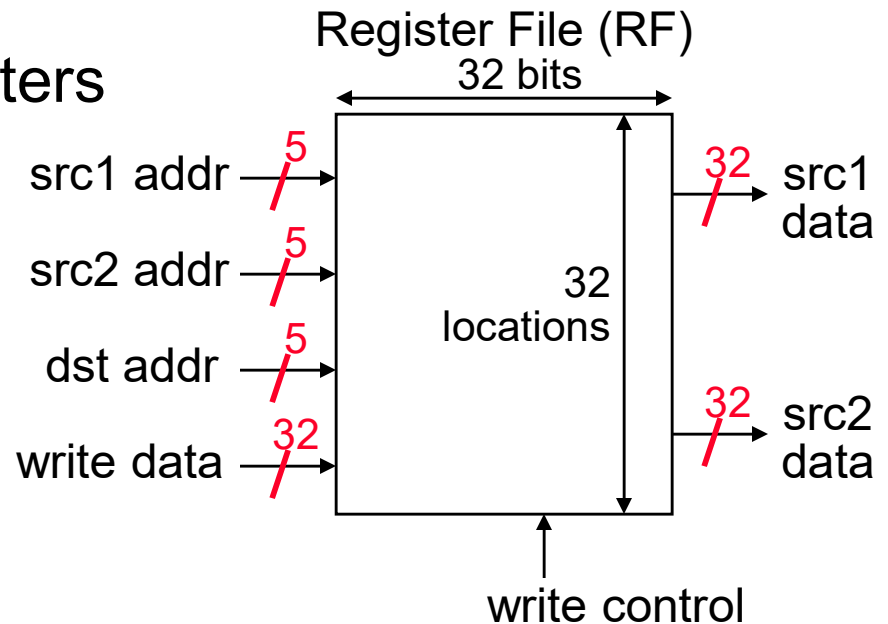 Register File (RF)
ters
32 bits
src1 addr
5
32
src1
data
src2 addr
5
32
locations
dst addr
5
write data
32
32
src2
data
write control